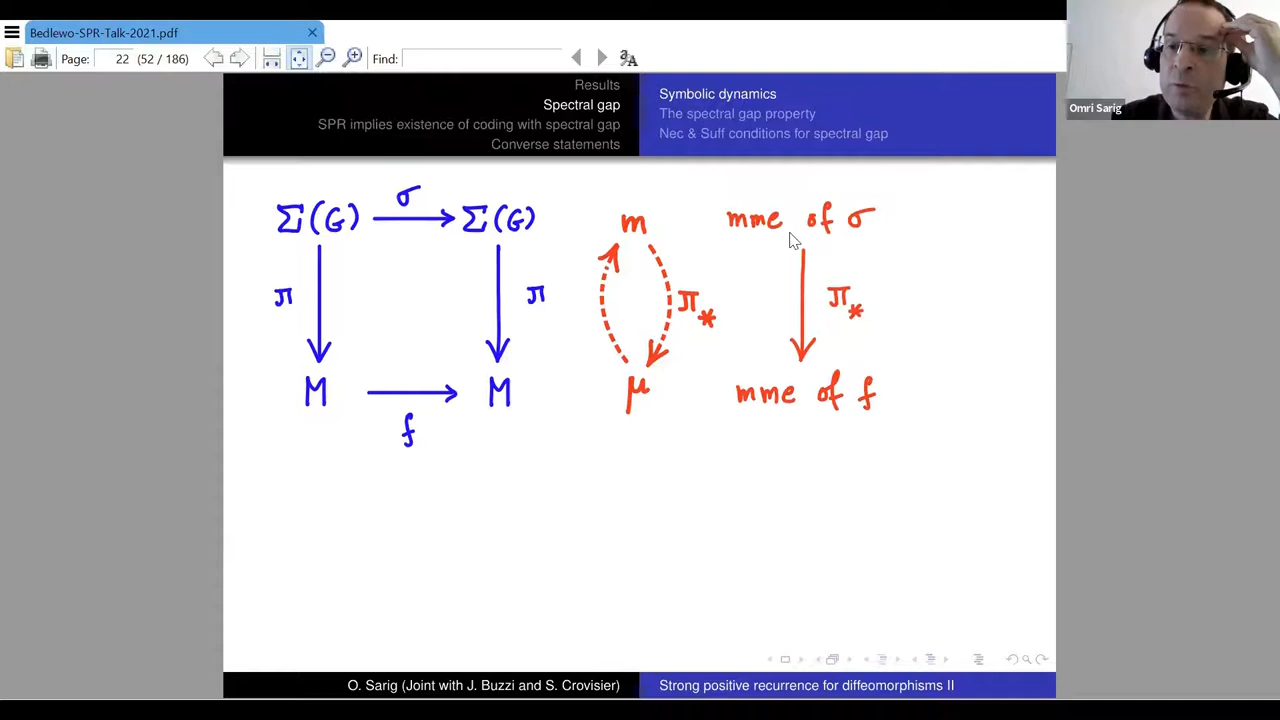 Bedlewo-SPR-Talk-2021.pdf
Page: 22 (52 / 186) Find:
Omri Sarig
Results
Spectral gap
SPR implies existence of coding with spectral gap
Converse statements
Symbolic dynamics
The spectral gap property
Nec & Suff conditions for spectral gap
Σ(G) σ Σ(G) m mme of σ
π π π* π*
M f M μ mme of f
O. Sarig (Joint with J. Buzzi and S. Crovisier) Strong positive recurrence for diffeomorphisms II